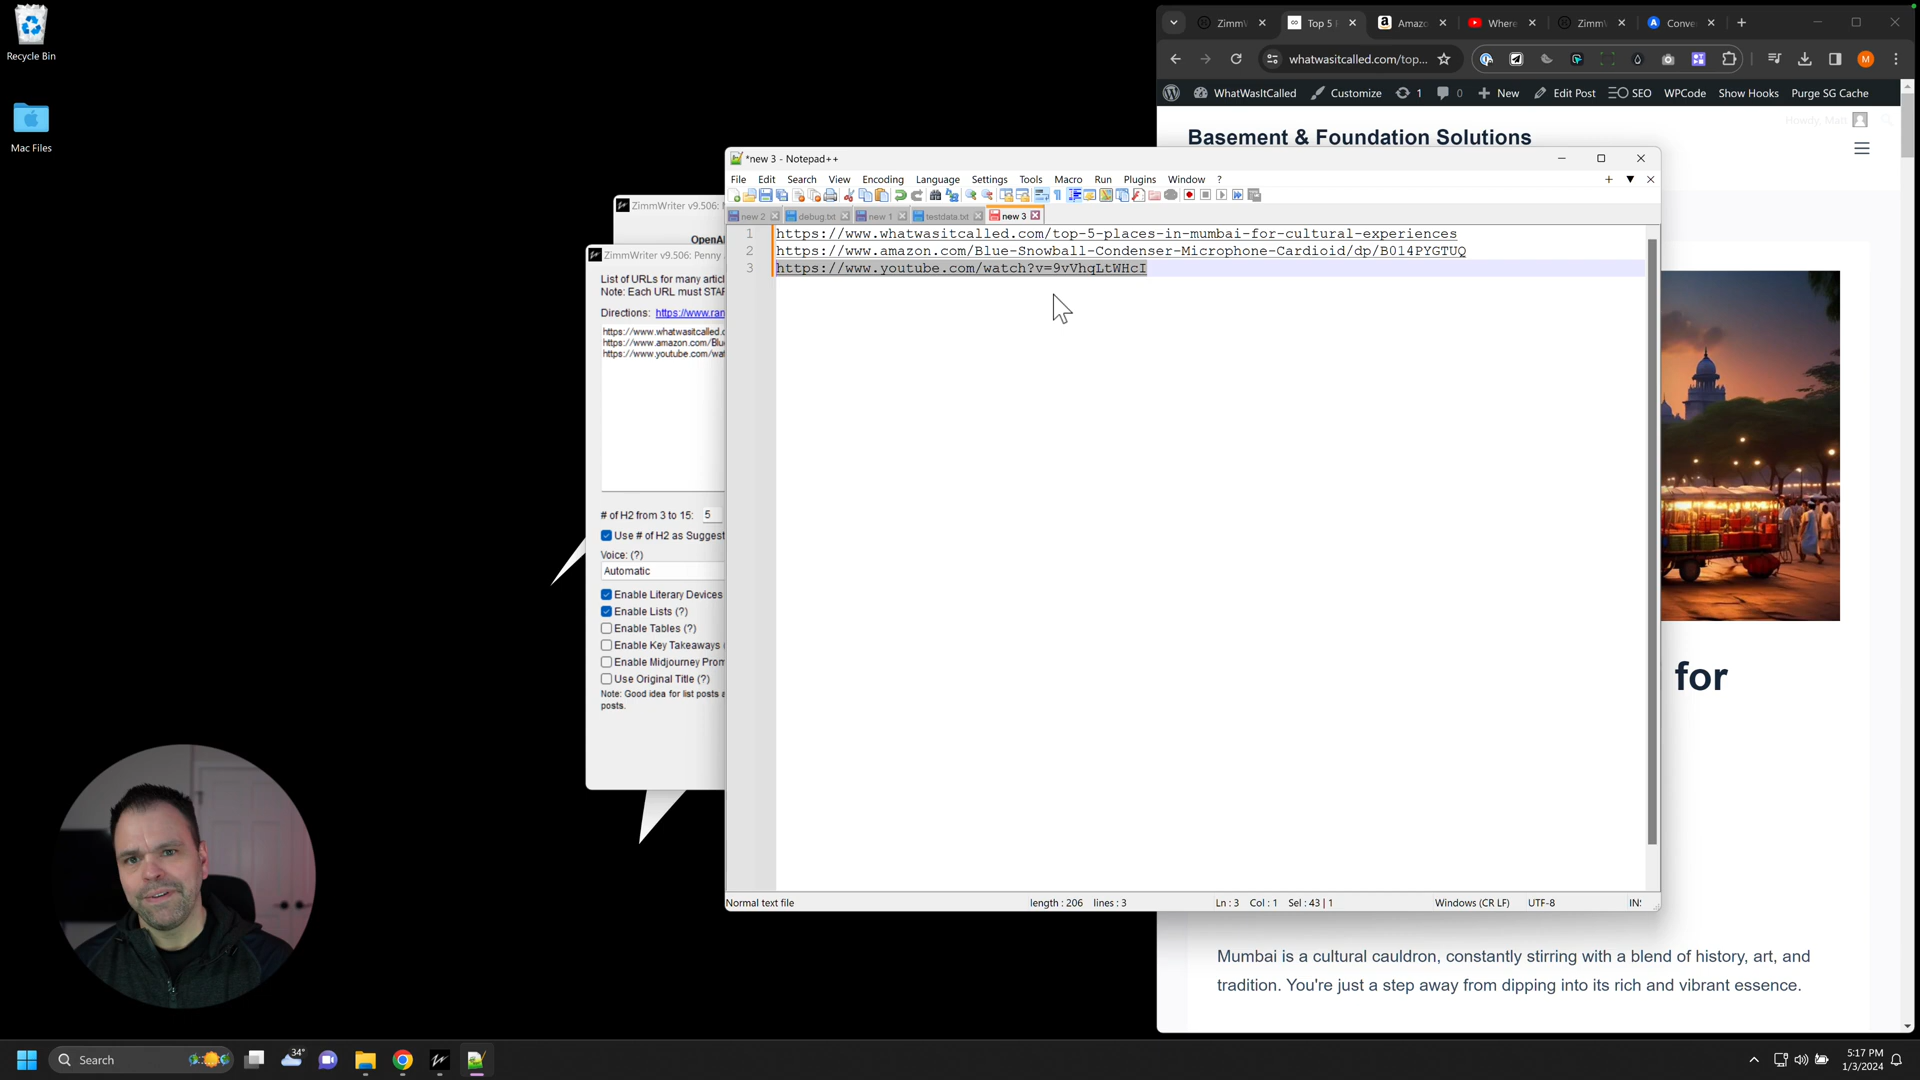 Recycle Bin
Mac Files
ZimmW
Top 5
Amazo
Where
ZimmW
Conve
whatwasitcalled.com/top...
M
WhatWasItCalled
Customize
1
0
New
Edit Post
SEO
WPCode
Show Hooks
Purge SG Cache
Howdy, Matt
Basement & Foundation Solutions
*new 3 - Notepad++
File Edit Search View Encoding Language Settings Tools Macro Run Plugins Window ?
new 2
debug.txt
new 1
testdata.txt
new 3
1 https://www.whatwasitcalled.com/top-5-places-in-mumbai-for-cultural-experiences
2 https://www.amazon.com/Blue-Snowball-Condenser-Microphone-Cardioid/dp/B014PYGTUQ
3 https://www.youtube.com/watch?v=9vVhqLtWHcI
Normal text file
length : 206 lines : 3
Ln : 3 Col : 1 Sel : 43 | 1
Windows (CR LF)
UTF-8
IN
ZimmWriter v9.506:
OpenAI
ZimmWriter v9.506: Penny
List of URLs for many artic
Note: Each URL must STAR
Directions: https://www.ran
https://www.whatwasitcalled.c
https://www.amazon.com/Blu
https://www.youtube.com/wat
# of H2 from 3 to 15: 5
Use # of H2 as Suggest
Voice: (?)
Automatic
Enable Literary Devices
Enable Lists (?)
Enable Tables (?)
Enable Key Takeaways
Enable Midjourney Prom
Use Original Title (?)
Note: Good idea for list posts
posts.
for
Mumbai is a cultural cauldron, constantly stirring with a blend of history, art, and
tradition. You're just a step away from dipping into its rich and vibrant essence.
Search
34°
5:17 PM
1/3/2024